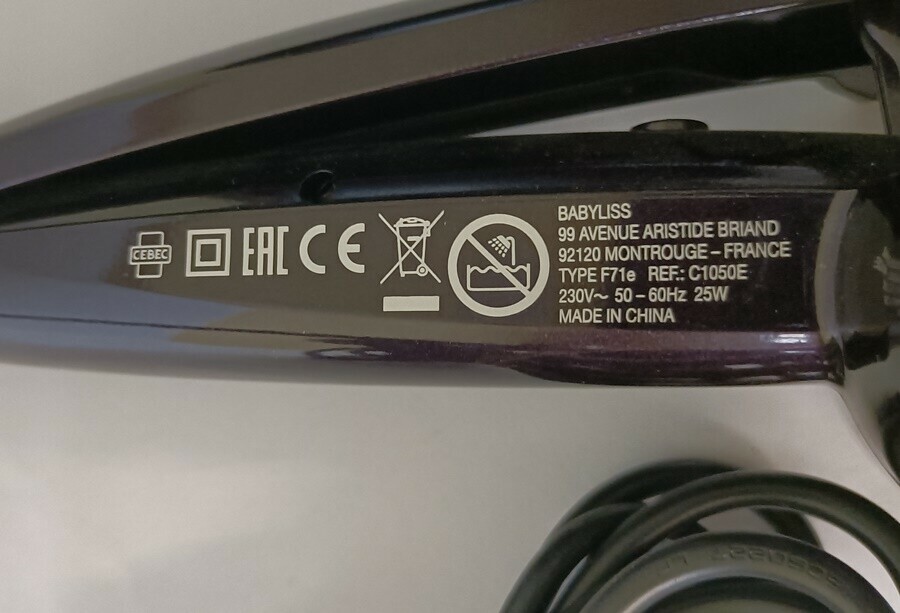 CEBEC
EAC
CE
BABYLISS
99 AVENUE ARISTIDE BRIAND
92120 MONTROUGE – FRANCE
TYPE F71e REF.: C1050E
230V~ 50 – 60Hz 25W
MADE IN CHINA